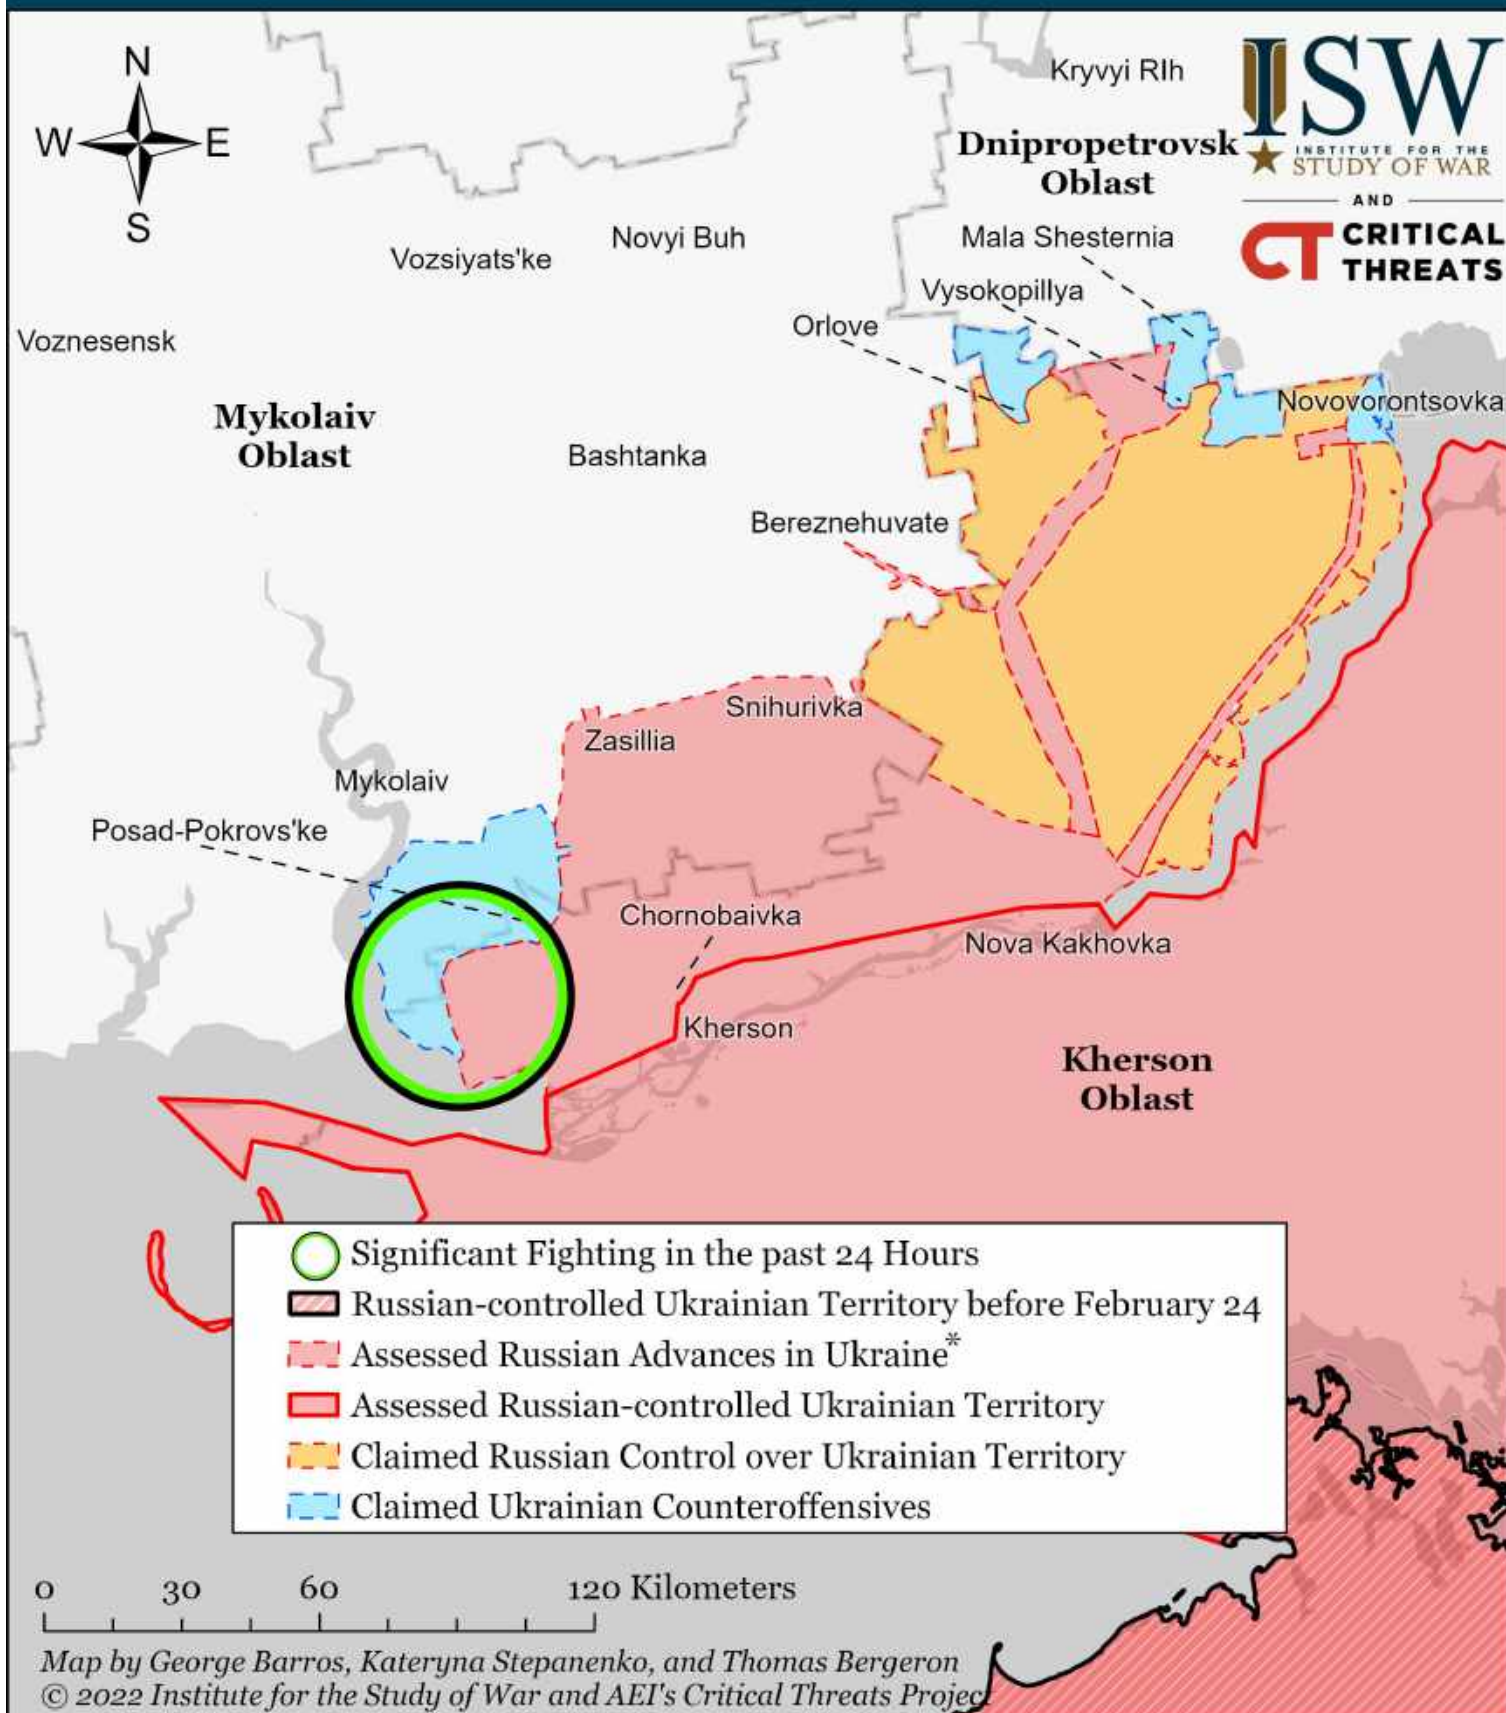 N
W E
S
Kryvyi RIh
ISW
INSTITUTE FOR THE
STUDY OF WAR
AND
CT CRITICAL
THREATS
Dnipropetrovsk
Oblast
Novyi Buh
Vozsiyats'ke
Mala Shesternia
Vysokopillya
Orlove
Voznesensk
Mykolaiv
Oblast
Novovorontsovka
Bashtanka
Bereznehuvate
Snihurivka
Zasillia
Mykolaiv
Posad-Pokrovs'ke
Chornobaivka
Nova Kakhovka
Kherson
Kherson
Oblast
Significant Fighting in the past 24 Hours
Russian-controlled Ukrainian Territory before February 24
Assessed Russian Advances in Ukraine*
Assessed Russian-controlled Ukrainian Territory
Claimed Russian Control over Ukrainian Territory
Claimed Ukrainian Counteroffensives
0 30 60 120 Kilometers
Map by George Barros, Kateryna Stepanenko, and Thomas Bergeron
© 2022 Institute for the Study of War and AEI's Critical Threats Project